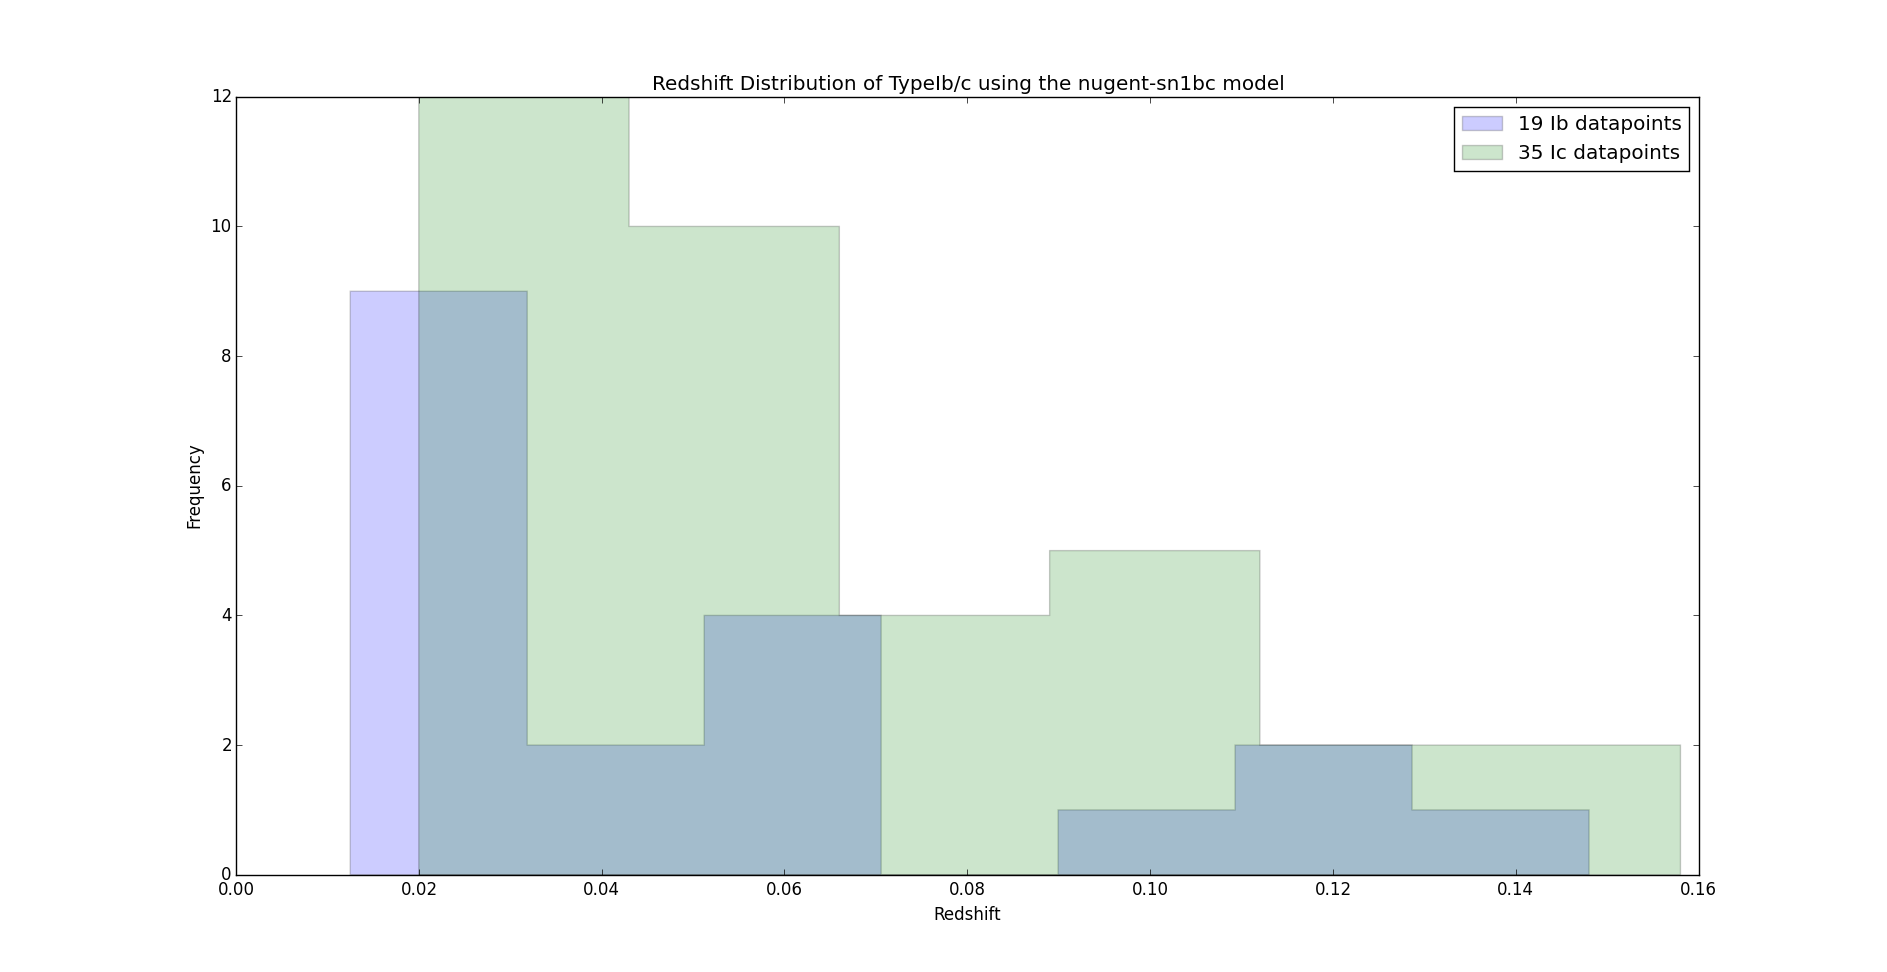 Redshift Distribution of TypeIb/c using the nugent-sn1bc model
19 Ib datapoints
35 Ic datapoints
12
10
8
6
4
2
0
Frequency
0.00 0.02 0.04 0.06 0.08 0.10 0.12 0.14 0.16
Redshift